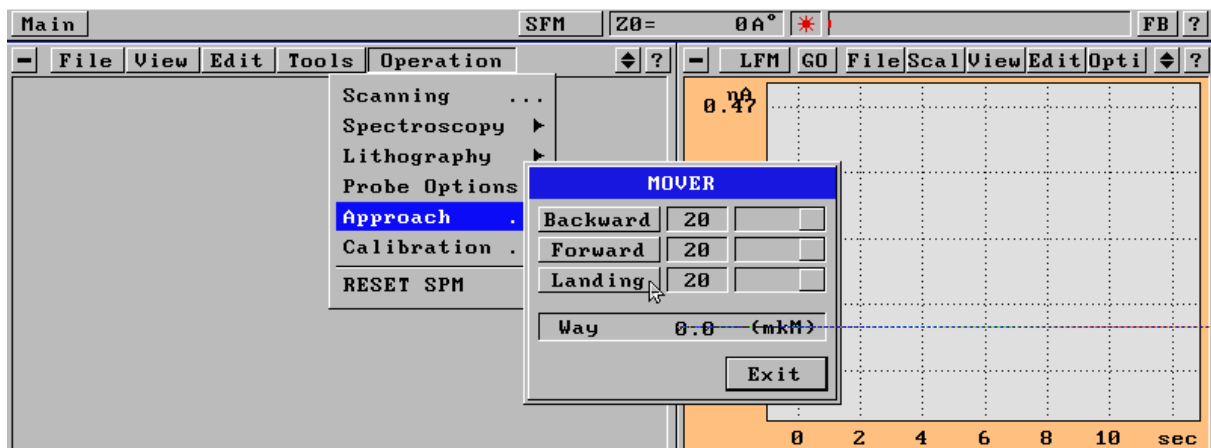 Main SFM Z0= 0A° FB ?
− File View Edit Tools Operation ?
− LFM GO File Scal View Edit Opti ?
Scanning ...
Spectroscopy
Lithography
Probe Options
Approach .
Calibration .
RESET SPM
MOVER
Backward 20
Forward 20
Landing 20
Way 0.0 (mkM)
Exit
nA
0.47
0 2 4 6 8 10 sec